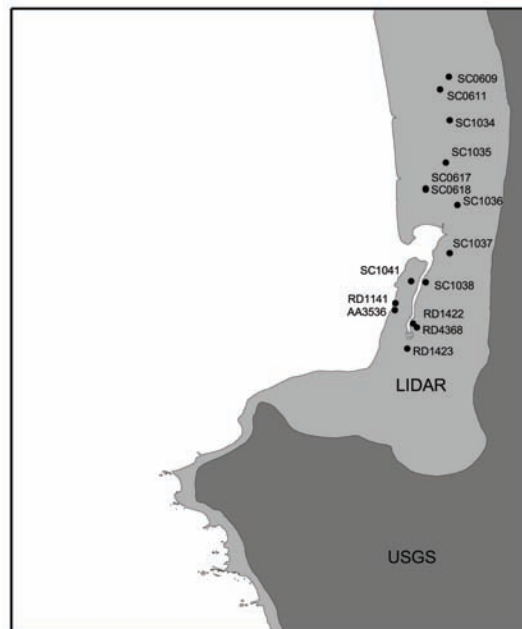 SC0609
SC0611
SC1034
SC1035
SC0617
SC0618
SC1036
SC1037
SC1041
SC1038
RD1141
AA3536
RD1422
RD4368
RD1423
LIDAR
USGS